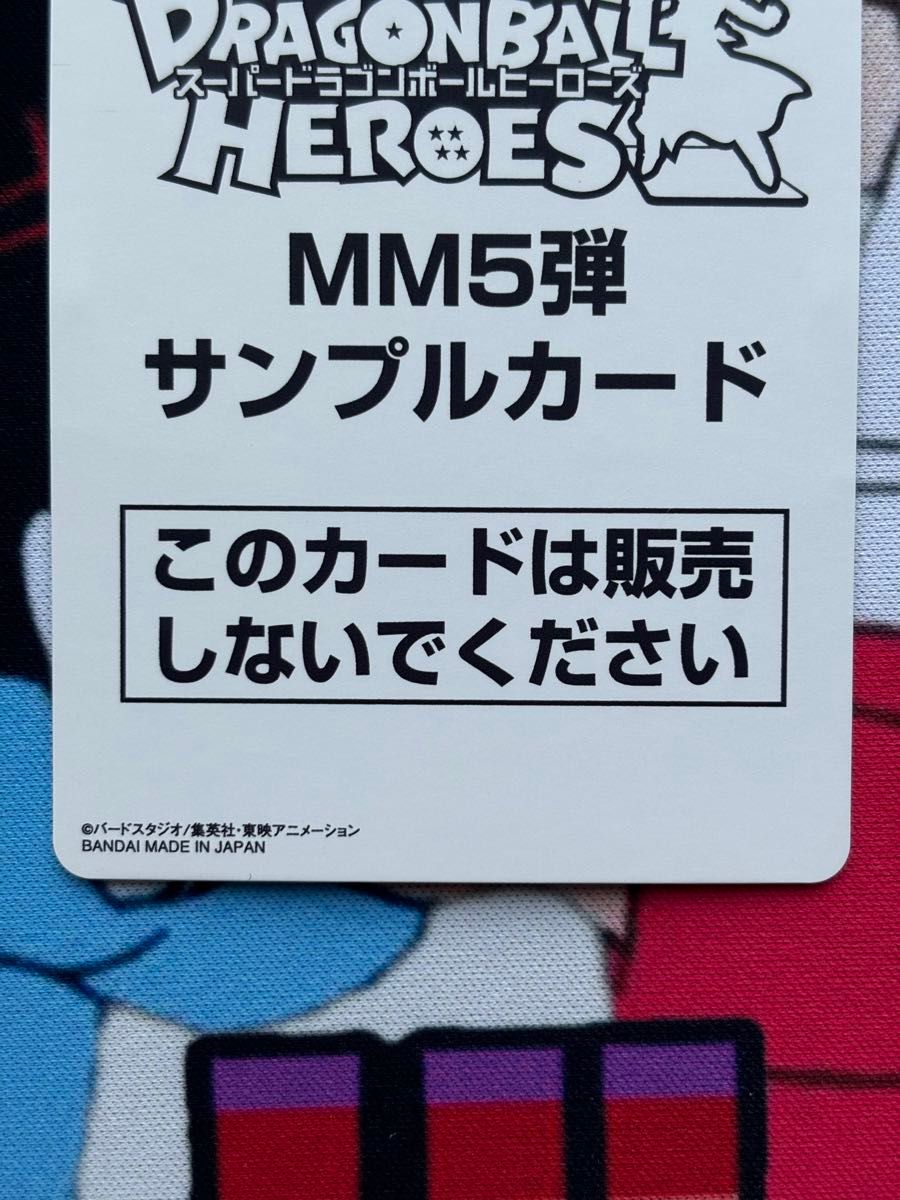 DRAGONBALL
スーパードラゴンボールヒーローズ
HEROES
MM5弾
サンプルカード
このカードは販売
しないでください
©バードスタジオ/集英社・東映アニメーション
BANDAI MADE IN JAPAN